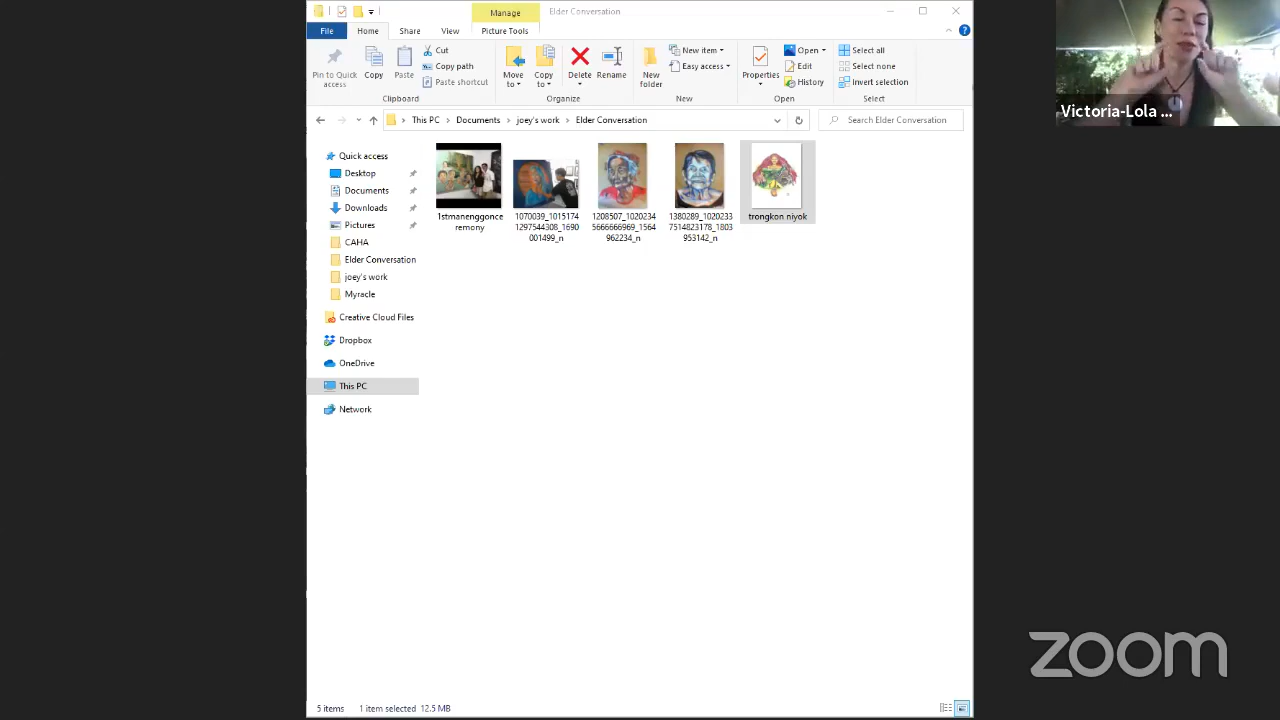 Manage
Elder Conversation
File
Home
Share
View
Picture Tools
Pin to Quick
access
Copy
Paste
Cut
Copy path
Paste shortcut
Clipboard
Move
to
Copy
to
Delete
Rename
Organize
New
folder
New item
Easy access
New
Properties
Open
Edit
History
Open
Select all
Select none
Invert selection
Select
This PC
Documents
joey's work
Elder Conversation
Search Elder Conversation
Quick access
Desktop
Documents
Downloads
Pictures
CAHA
Elder Conversation
joey's work
Myracle
Creative Cloud Files
Dropbox
OneDrive
This PC
Network
1stmanenggonce
remony
1070039_1015174
1297544308_1690
001499_n
1208507_1020234
5666666969_1564
962234_n
1380289_1020233
7514823178_1803
953142_n
trongkon niyok
5 items
1 item selected 12.5 MB
Victoria-Lola ...
zoom